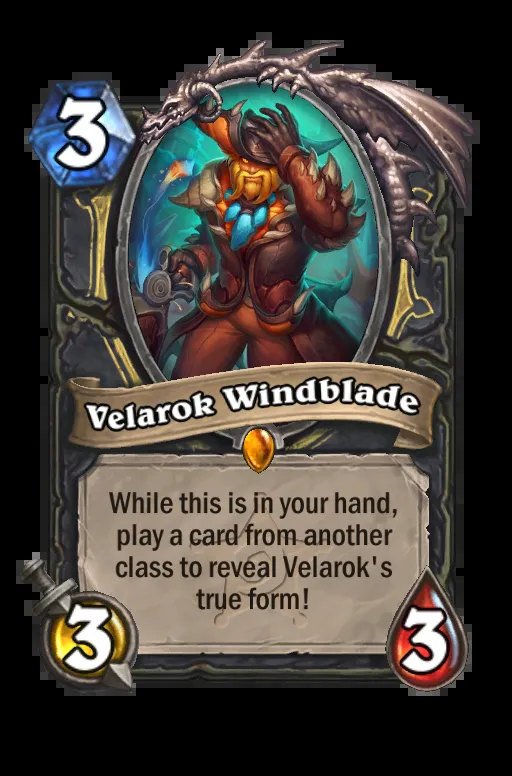 3
Velarok Windblade
While this is in your hand,
play a card from another
class to reveal Velarok's
true form!
3
3